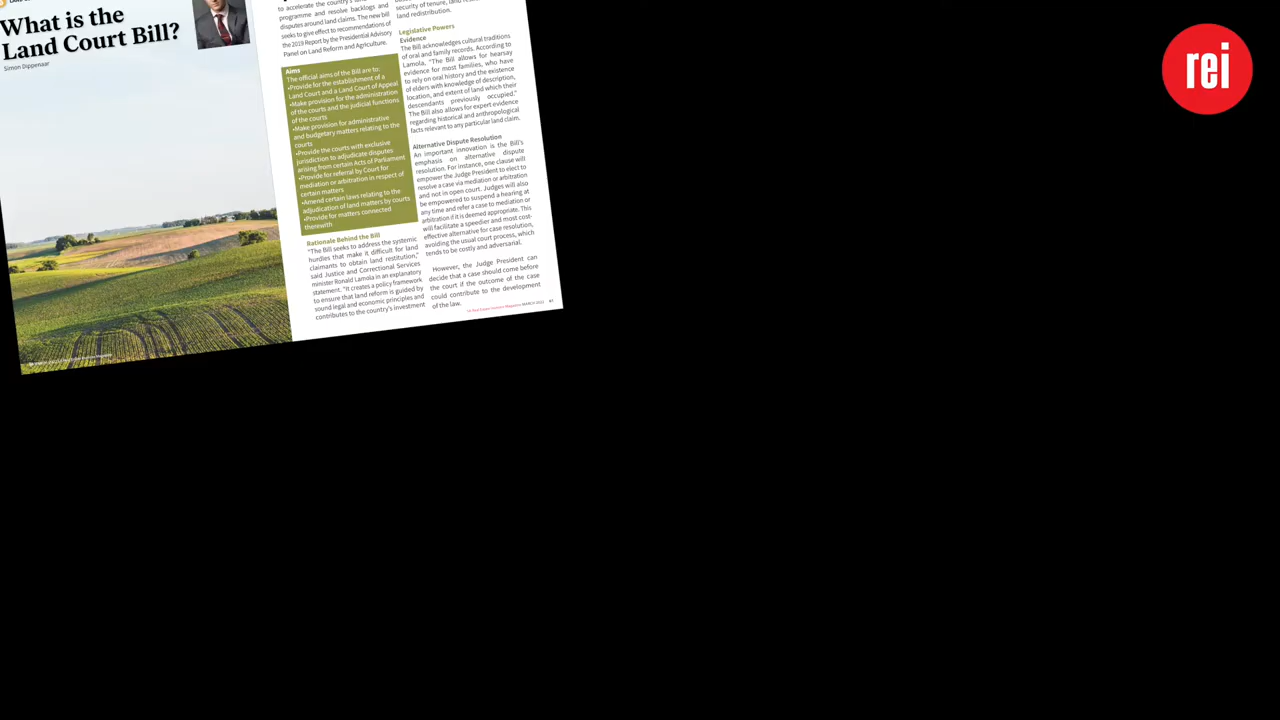 What is the
Land Court Bill?
Simon Dippenaar
to accelerate the country's
programme and resolve backlogs and
disputes around land claims. The new bill
seeks to give effect to recommendations of
the 2019 Report by the Presidential Advisory
Panel on Land Reform and Agriculture.
Aims
The official aims of the Bill are to:
•Provide for the establishment of a
Land Court and a Land Court of Appeal
•Make provision for the administration
of the courts and the judicial functions
of the courts
•Make provision for administrative
and budgetary matters relating to the
courts
•Provide the courts with exclusive
jurisdiction to adjudicate disputes
arising from certain Acts of Parliament
•Provide for referral by Court for
mediation or arbitration in respect of
certain matters
•Amend certain laws relating to the
adjudication of land matters by courts
•Provide for matters connected
therewith
Rationale Behind the Bill
"The Bill seeks to address the systemic
hurdles that make it difficult for land
claimants to obtain land restitution,"
said Justice and Correctional Services
minister Ronald Lamola in an explanatory
statement. "It creates a policy framework
to ensure that land reform is guided by
sound legal and economic principles and
contributes to the country's investment
security of tenure, land
land redistribution.
Legislative Powers
Evidence
The Bill acknowledges cultural traditions
of oral and family records. According to
Lamola, "The Bill allows for hearsay
evidence for most families, who have
to rely on oral history and the existence
of elders with knowledge of description,
location, and extent of land which their
descendants previously occupied."
The Bill also allows for expert evidence
regarding historical and anthropological
facts relevant to any particular land claim.
Alternative Dispute Resolution
An important innovation is the Bill's
emphasis on alternative dispute
resolution. For instance, one clause will
empower the Judge President to elect to
resolve a case via mediation or arbitration
and not in open court. Judges will also
be empowered to suspend a hearing at
any time and refer a case to mediation or
arbitration if it is deemed appropriate. This
will facilitate a speedier and most cost-
effective alternative for case resolution,
avoiding the usual court process, which
tends to be costly and adversarial.
However, the Judge President can
decide that a case should come before
the court if the outcome of the case
could contribute to the development
of the law.
SA Real Estate Investor Magazine MARCH 2022
rei